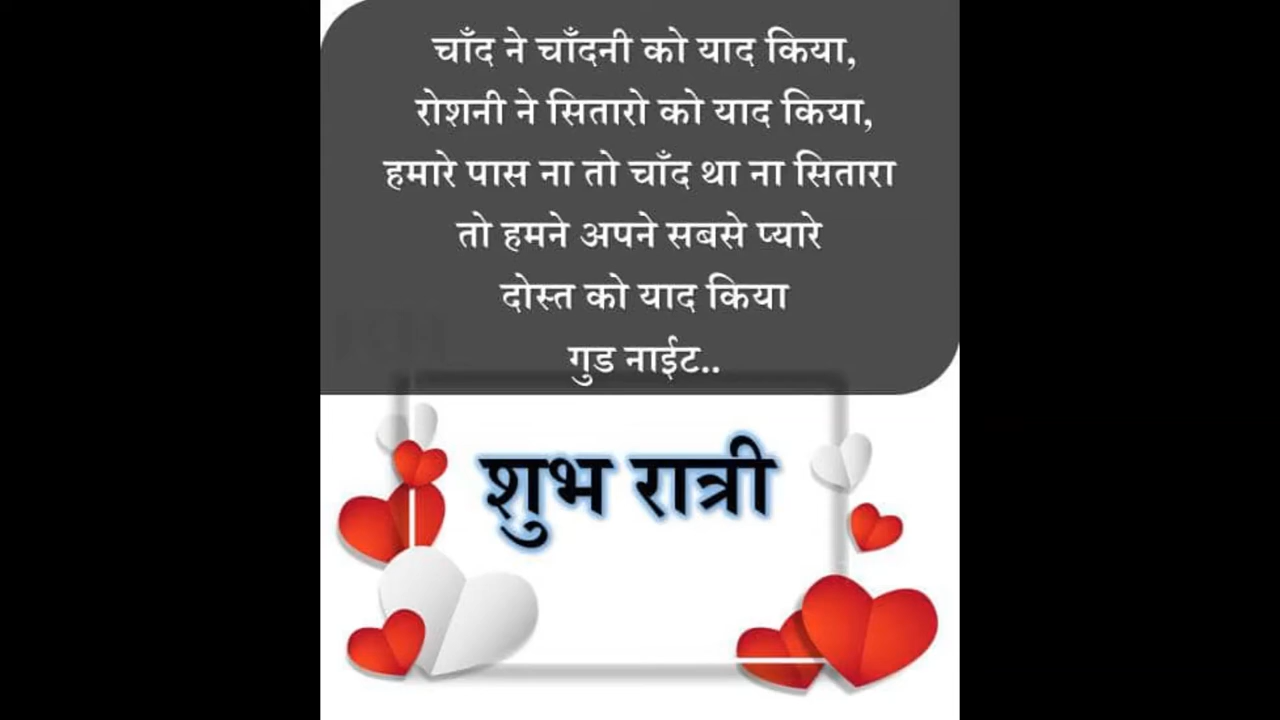 चाँद ने चाँदनी को याद किया,
रोशनी ने सितारो को याद किया,
हमारे पास ना तो चाँद था ना सितारा
तो हमने अपने सबसे प्यारे
दोस्त को याद किया
गुड नाईट..
शुभ रात्री